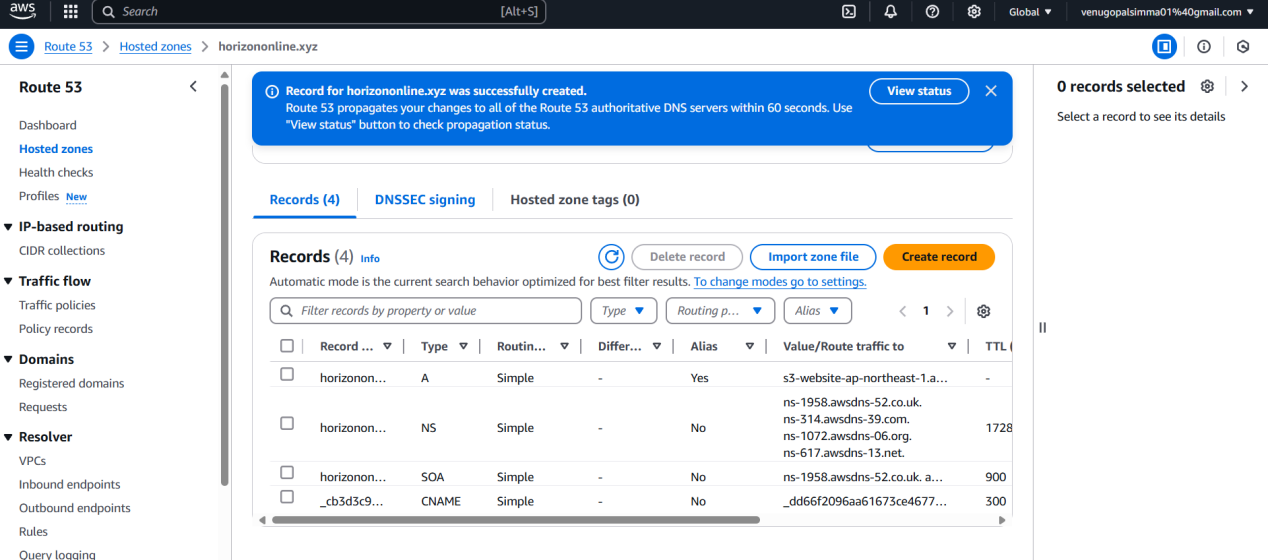 aws
Search
[Alt+S]
Global
venugopalsimma01%40gmail.com
Route 53
Hosted zones
horizononline.xyz
Route 53
Dashboard
Hosted zones
Health checks
Profiles New
IP-based routing
CIDR collections
Traffic flow
Traffic policies
Policy records
Domains
Registered domains
Requests
Resolver
VPCs
Inbound endpoints
Outbound endpoints
Rules
Query logging
Record for horizononline.xyz was successfully created.
Route 53 propagates your changes to all of the Route 53 authoritative DNS servers within 60 seconds. Use
"View status" button to check propagation status.
View status
Records (4)
DNSSEC signing
Hosted zone tags (0)
Records (4) Info
Delete record
Import zone file
Create record
Automatic mode is the current search behavior optimized for best filter results. To change modes go to settings.
Filter records by property or value
Type
Routing p...
Alias
1
Record ... Type Routin... Differ... Alias Value/Route traffic to TTL (
horizonon... A Simple - Yes s3-website-ap-northeast-1.a... -
ns-1958.awsdns-52.co.uk.
ns-314.awsdns-39.com.
horizonon... NS Simple - No 1728
ns-1072.awsdns-06.org.
ns-617.awsdns-13.net.
horizonon... SOA Simple - No ns-1958.awsdns-52.co.uk. a... 900
_cb3d3c9... CNAME Simple - No _dd66f2096aa61673ce4677... 300
0 records selected
Select a record to see its details